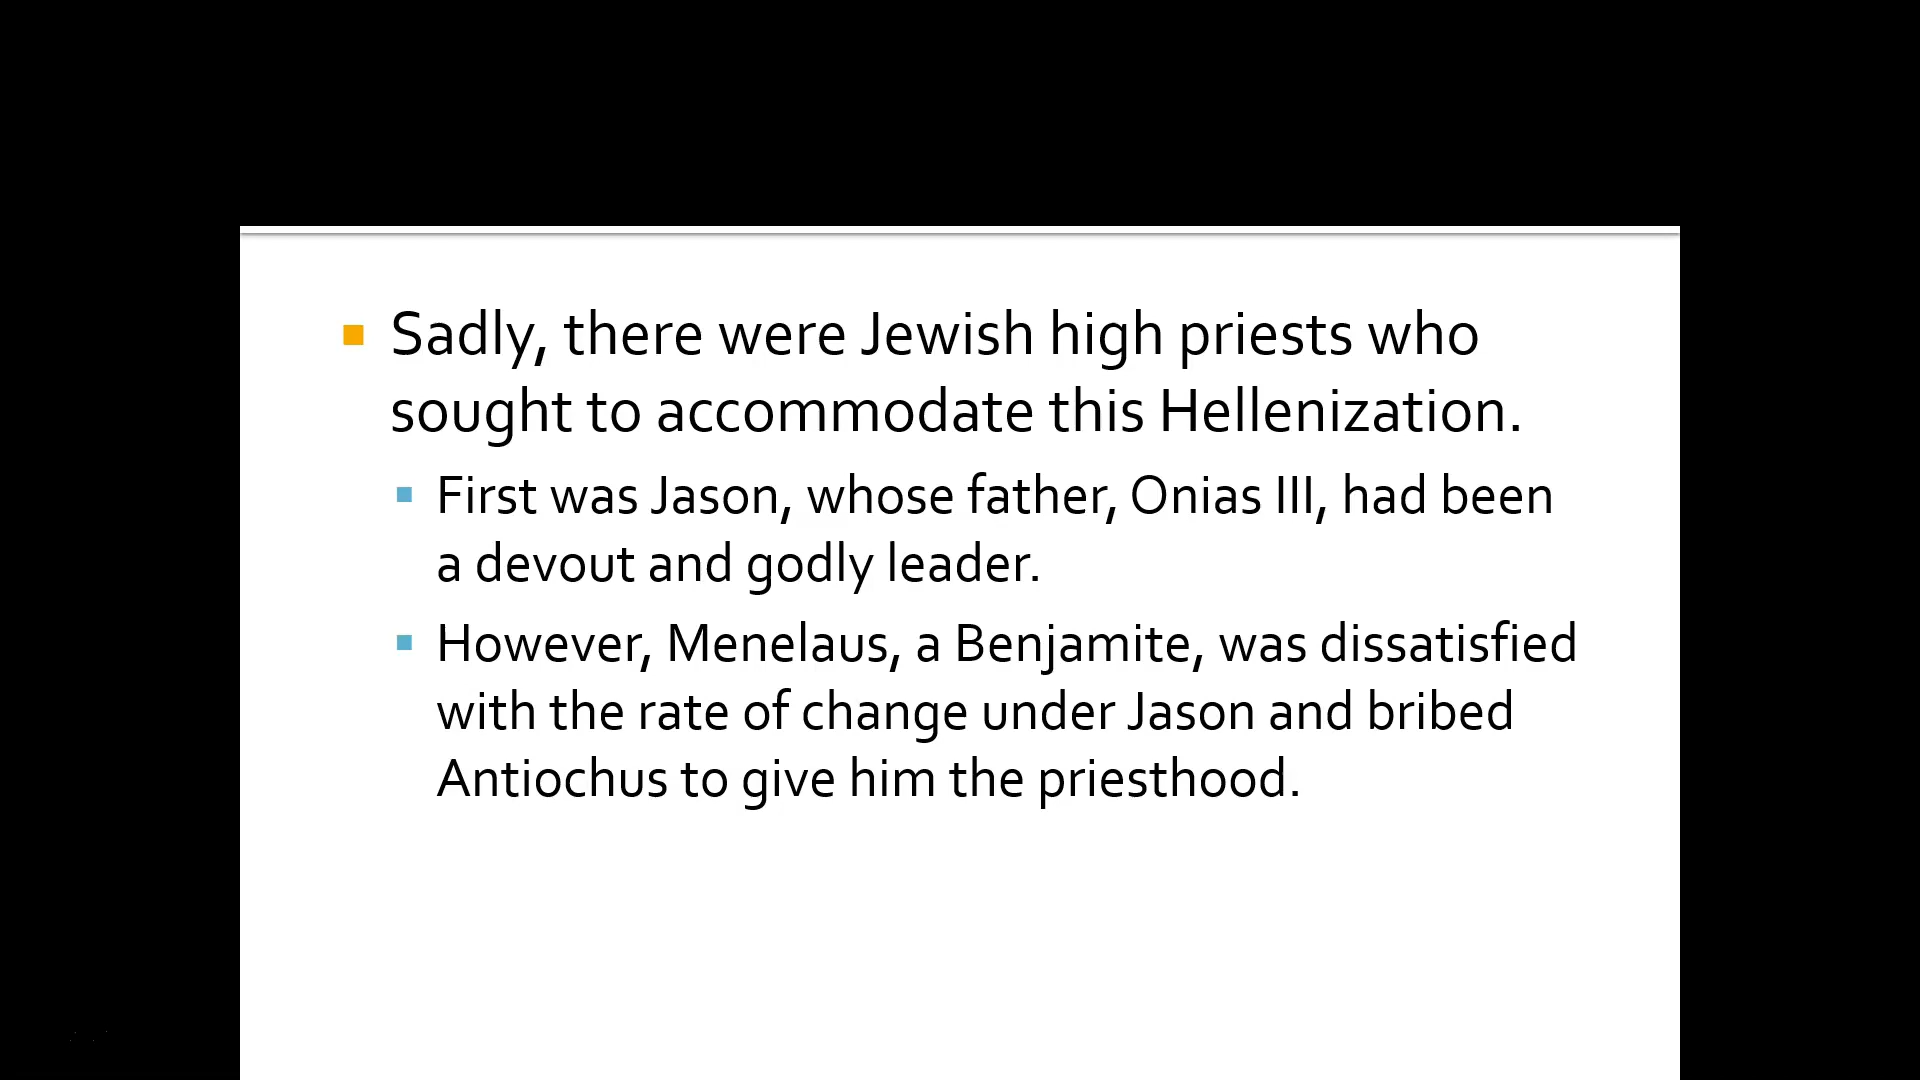 Sadly, there were Jewish high priests who
sought to accommodate this Hellenization.
First was Jason, whose father, Onias III, had been
a devout and godly leader.
However, Menelaus, a Benjamite, was dissatisfied
with the rate of change under Jason and bribed
Antiochus to give him the priesthood.